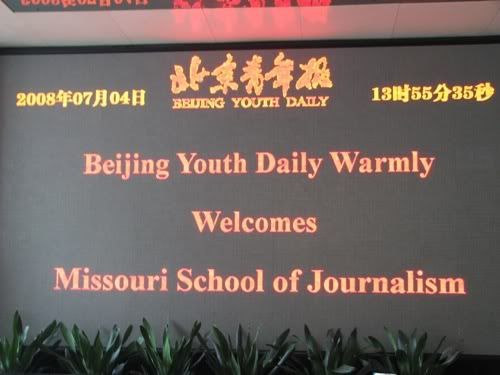 北京青年报
2008年07月04日 BEIJING YOUTH DAILY 13时55分35秒
Beijing Youth Daily Warmly
Welcomes
Missouri School of Journalism